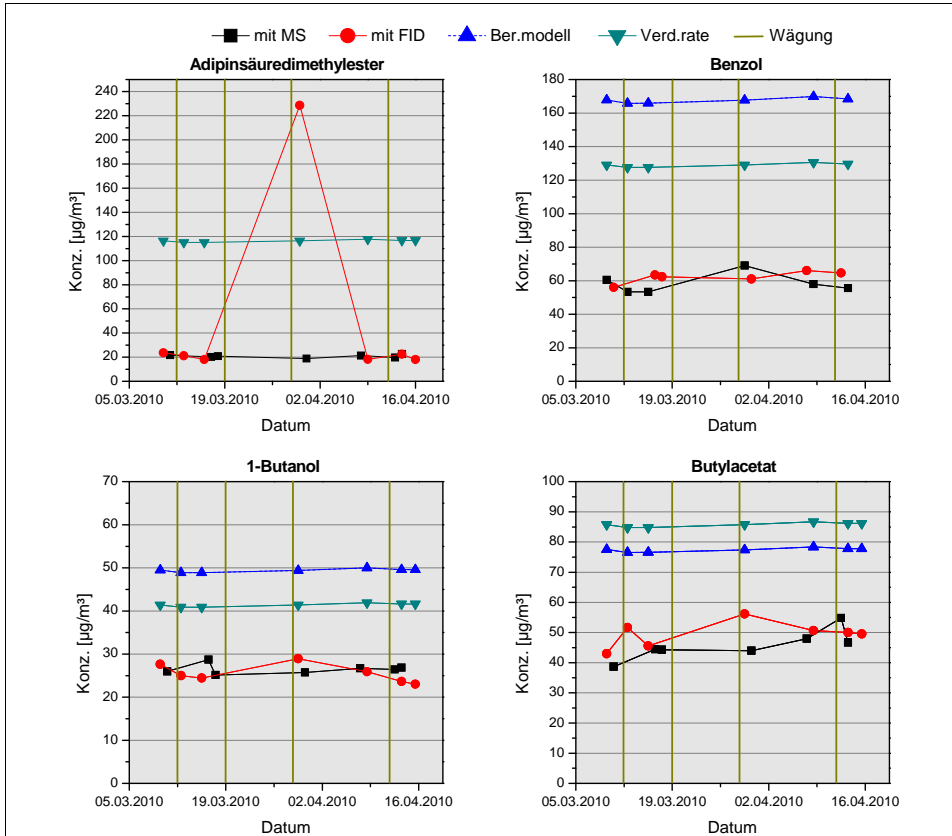 mit MS mit FID Ber.modell Verd.rate Wägung
Adipinsäuredimethylester
Konz. [µg/m³]
240
220
200
180
160
140
120
100
80
60
40
20
0
05.03.2010 19.03.2010 02.04.2010 16.04.2010
Datum
Benzol
Konz. [µg/m³]
180
160
140
120
100
80
60
40
20
0
05.03.2010 19.03.2010 02.04.2010 16.04.2010
Datum
1-Butanol
Konz. [µg/m³]
70
60
50
40
30
20
10
0
05.03.2010 19.03.2010 02.04.2010 16.04.2010
Datum
Butylacetat
Konz. [µg/m³]
100
90
80
70
60
50
40
30
20
10
0
05.03.2010 19.03.2010 02.04.2010 16.04.2010
Datum